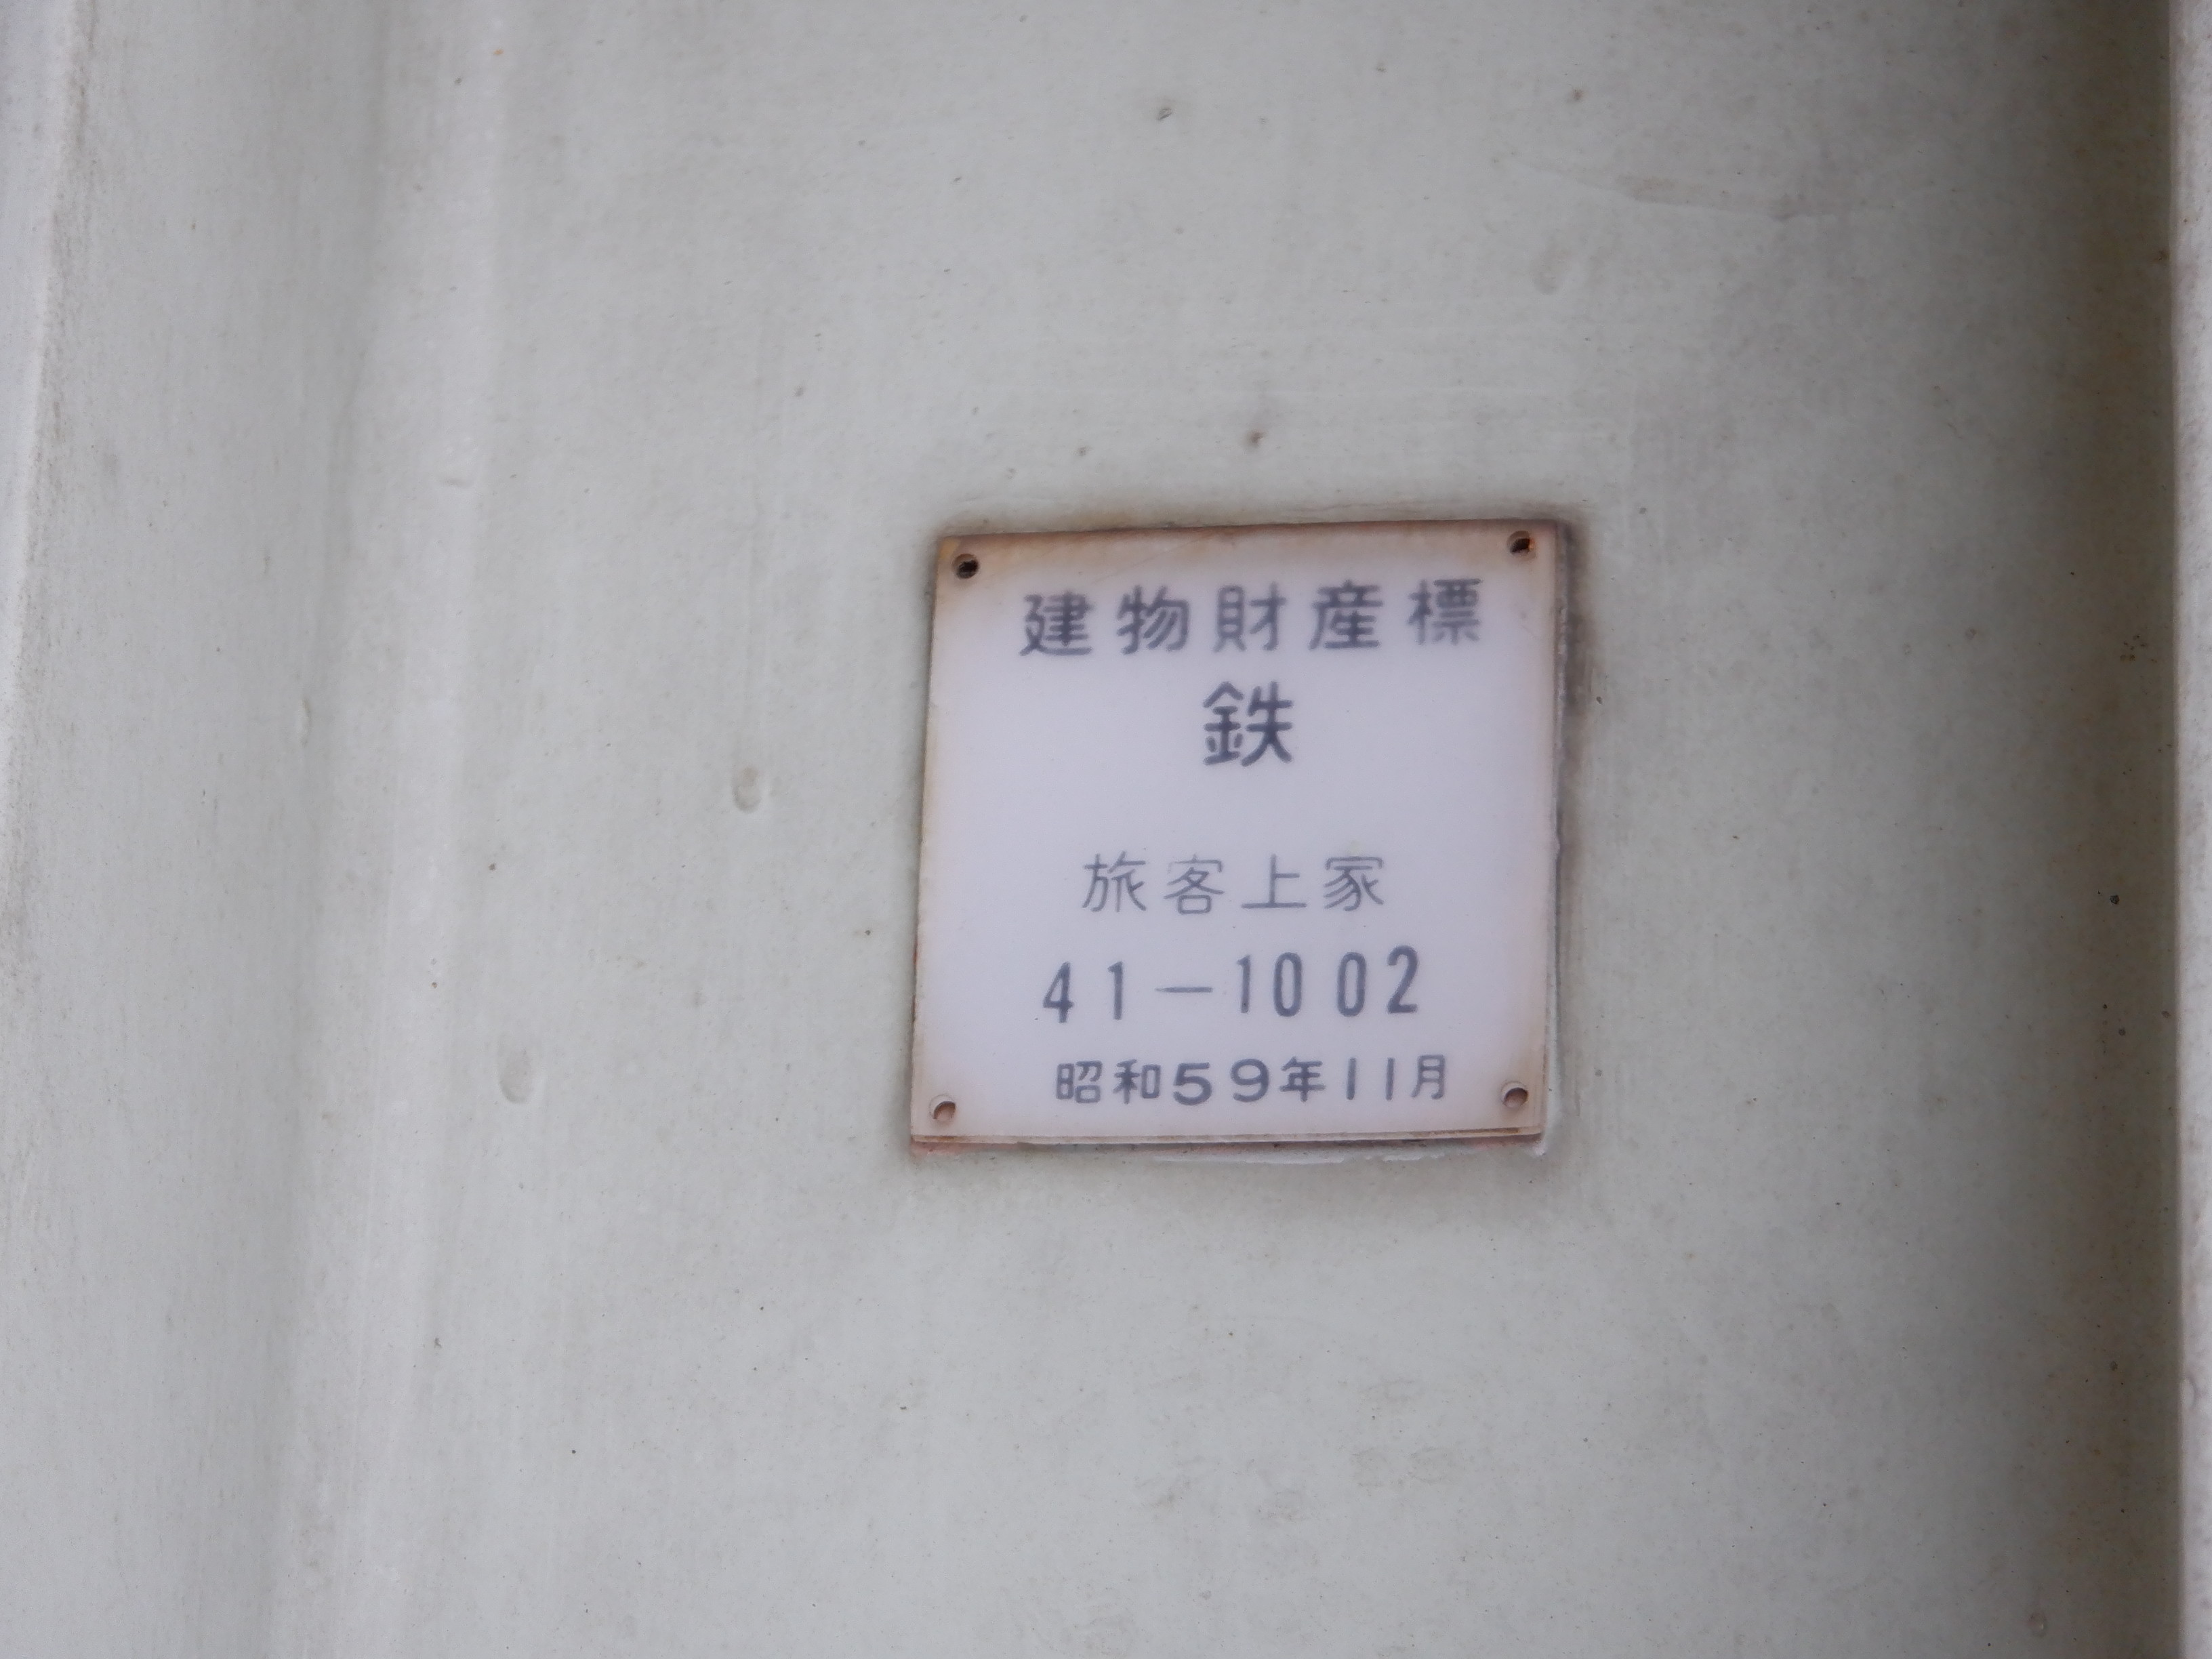 建物財産標
鉄
旅客上家
41-1002
昭和59年11月